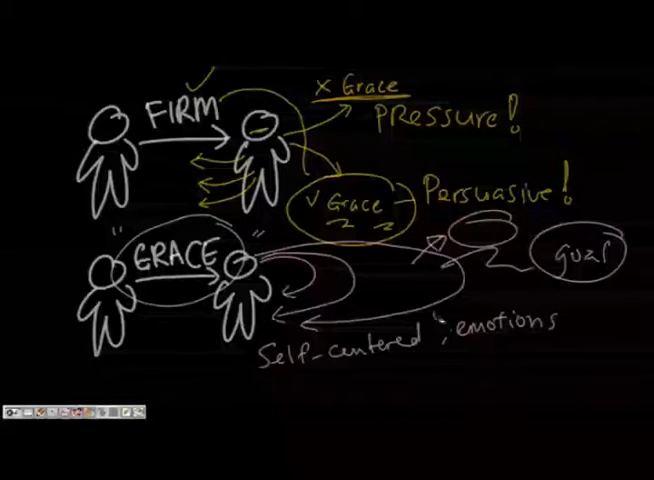 x Grace
FIRM
PRessure!
✓ Grace
Persuasive!
"GRACE"
goal
Self-centered ; emotions